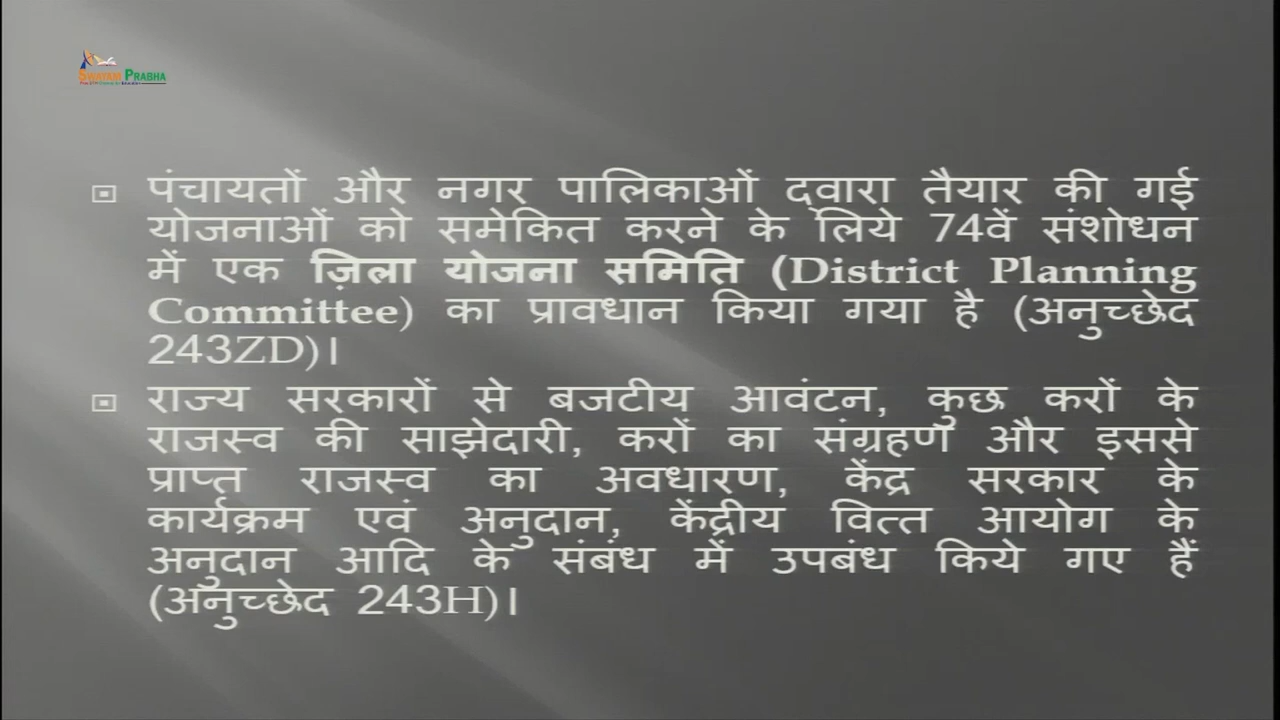 SWAYAM PRABHA
पंचायतों और नगर पालिकाओं द्वारा तैयार की गई
योजनाओं को समेकित करने के लिये 74वें संशोधन
में एक ज़िला योजना समिति (District Planning
Committee) का प्रावधान किया गया है (अनुच्छेद
243ZD)।
राज्य सरकारों से बजटीय आवंटन, कुछ करों के
राजस्व की साझेदारी, करों का संग्रहण और इससे
प्राप्त राजस्व का अवधारण, केंद्र सरकार के
कार्यक्रम एवं अनुदान, केंद्रीय वित्त आयोग के
अनुदान आदि के संबंध में उपबंध किये गए हैं
(अनुच्छेद 243H)।